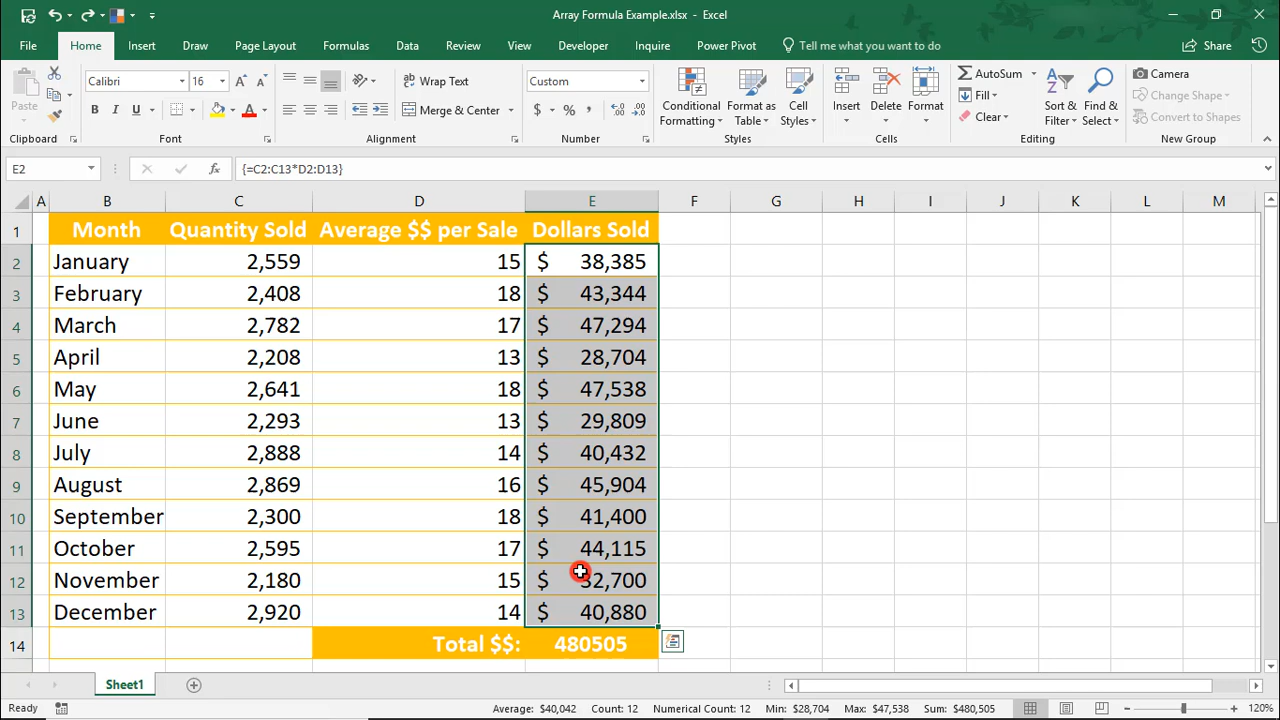 Array Formula Example.xlsx - Excel
File Home Insert Draw Page Layout Formulas Data Review View Developer Inquire Power Pivot Tell me what you want to do Share
Paste Calibri 16 Wrap Text Custom Conditional Formatting Format as Table Cell Styles Insert Delete Format AutoSum Sort & Filter Find & Select Camera
B I U Merge & Center $ % , Fill Change Shape
Clear Convert to Shapes
Clipboard Font Alignment Number Styles Cells Editing New Group
E2 fx {=C2:C13*D2:D13}
A B C D E F G H I J K L M
1 Month Quantity Sold Average $$ per Sale Dollars Sold
2 January 2,559 15 $ 38,385
3 February 2,408 18 $ 43,344
4 March 2,782 17 $ 47,294
5 April 2,208 13 $ 28,704
6 May 2,641 18 $ 47,538
7 June 2,293 13 $ 29,809
8 July 2,888 14 $ 40,432
9 August 2,869 16 $ 45,904
10 September 2,300 18 $ 41,400
11 October 2,595 17 $ 44,115
12 November 2,180 15 $ 32,700
13 December 2,920 14 $ 40,880
14 Total $$: 480505
Sheet1
Ready Average: $40,042 Count: 12 Numerical Count: 12 Min: $28,704 Max: $47,538 Sum: $480,505 120%